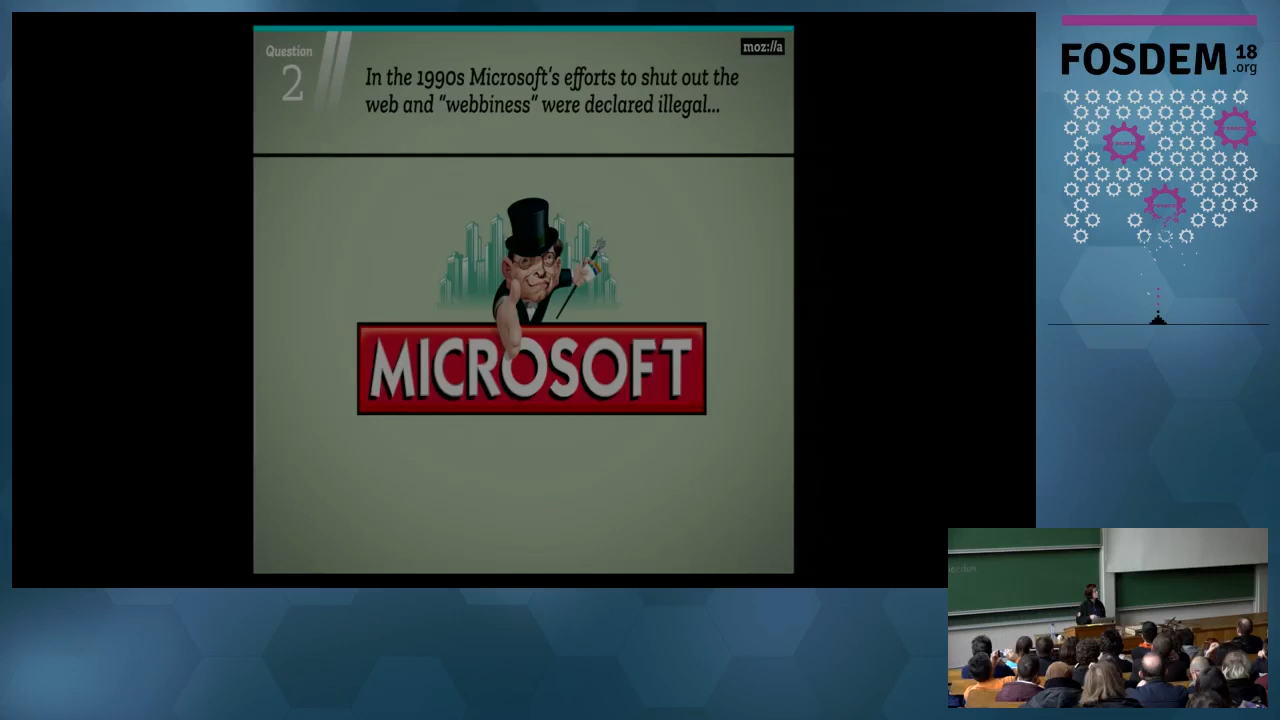 Question
2
moz://a
In the 1990s Microsoft's efforts to shut out the
web and "webbiness" were declared illegal...
MICROSOFT
FOSDEM 18
.org